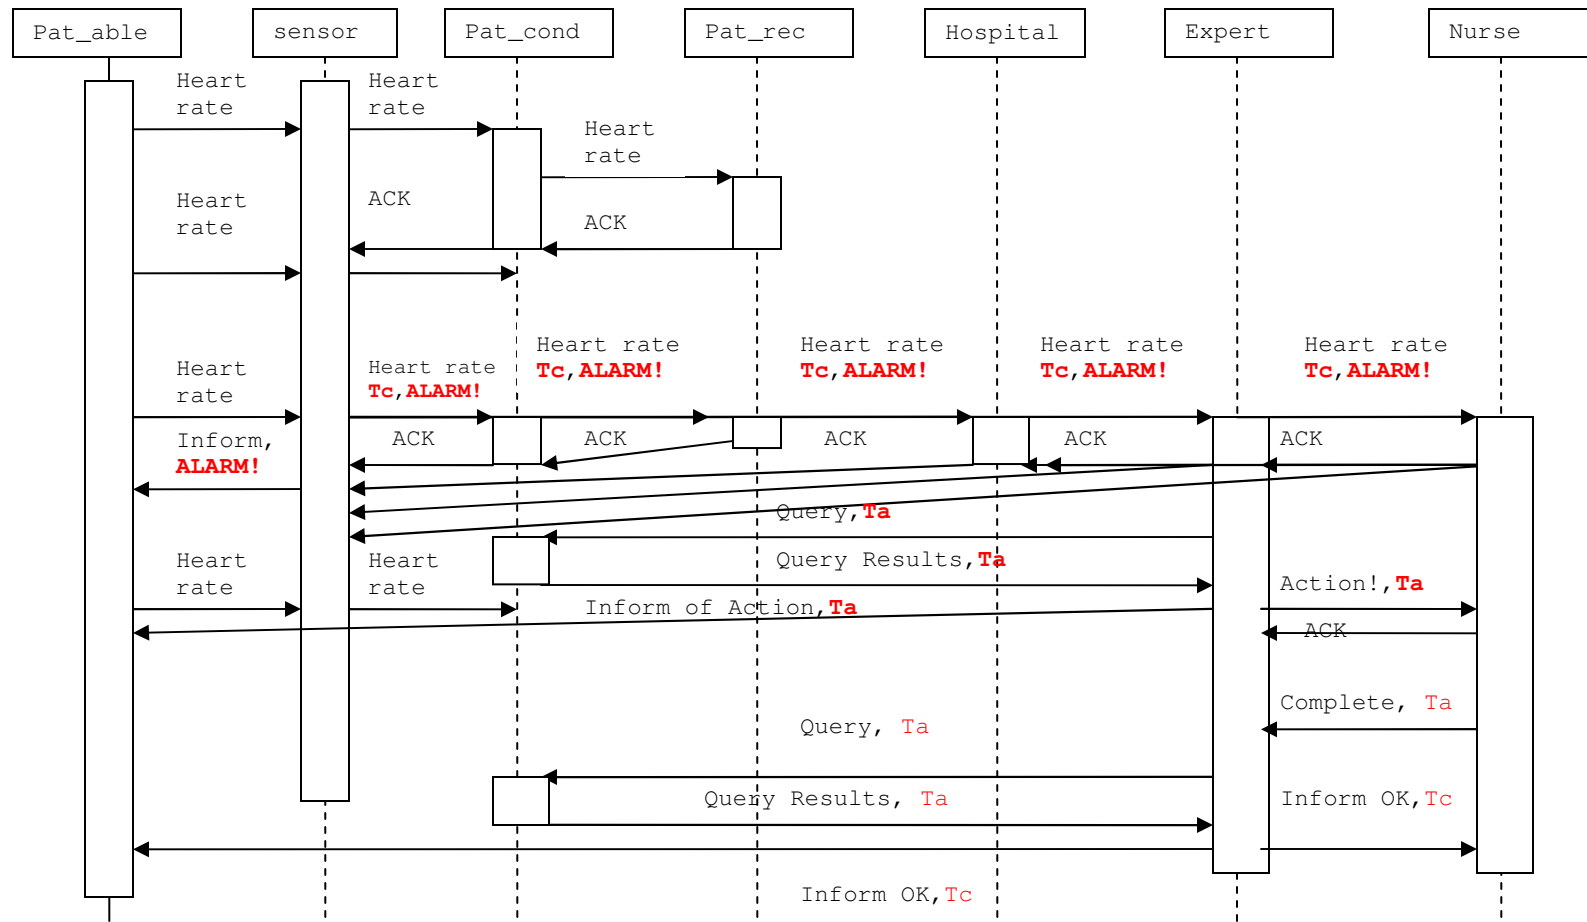 Pat_able
sensor
Pat_cond
Pat_rec
Hospital
Expert
Nurse
Heart
rate
Heart
rate
Heart
rate
Heart
rate
ACK
ACK
Heart
rate
Heart rate
Tc,ALARM!
Heart rate
Tc,ALARM!
Heart rate
Tc,ALARM!
Heart rate
Tc,ALARM!
Heart rate
Tc,ALARM!
Inform,
ALARM!
ACK
ACK
ACK
ACK
ACK
Query,Ta
Query Results,Ta
Heart
rate
Heart
rate
Inform of Action,Ta
Action!,Ta
ACK
Complete, Ta
Query, Ta
Query Results, Ta
Inform OK,Tc
Inform OK,Tc